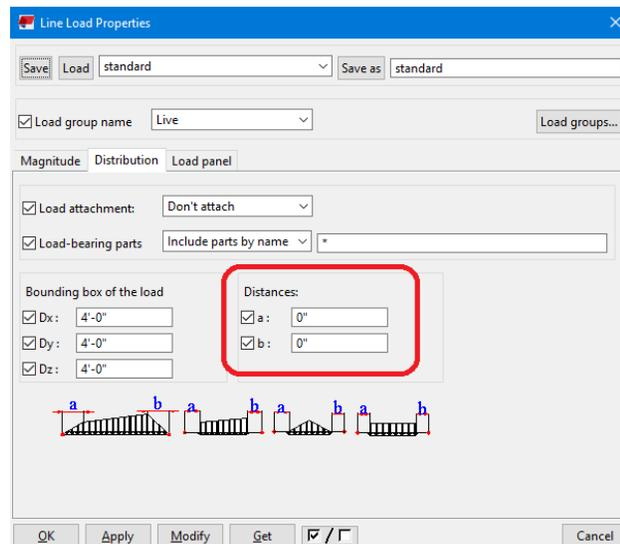 Line Load Properties
Save Load standard Save as standard
Load group name Live Load groups...
Magnitude Distribution Load panel
Load attachment: Don't attach
Load-bearing parts Include parts by name *
Bounding box of the load Distances:
Dx : 4'-0" a : 0"
Dy : 4'-0" b : 0"
Dz : 4'-0"
a b a b a b a b
OK Apply Modify Get / Cancel